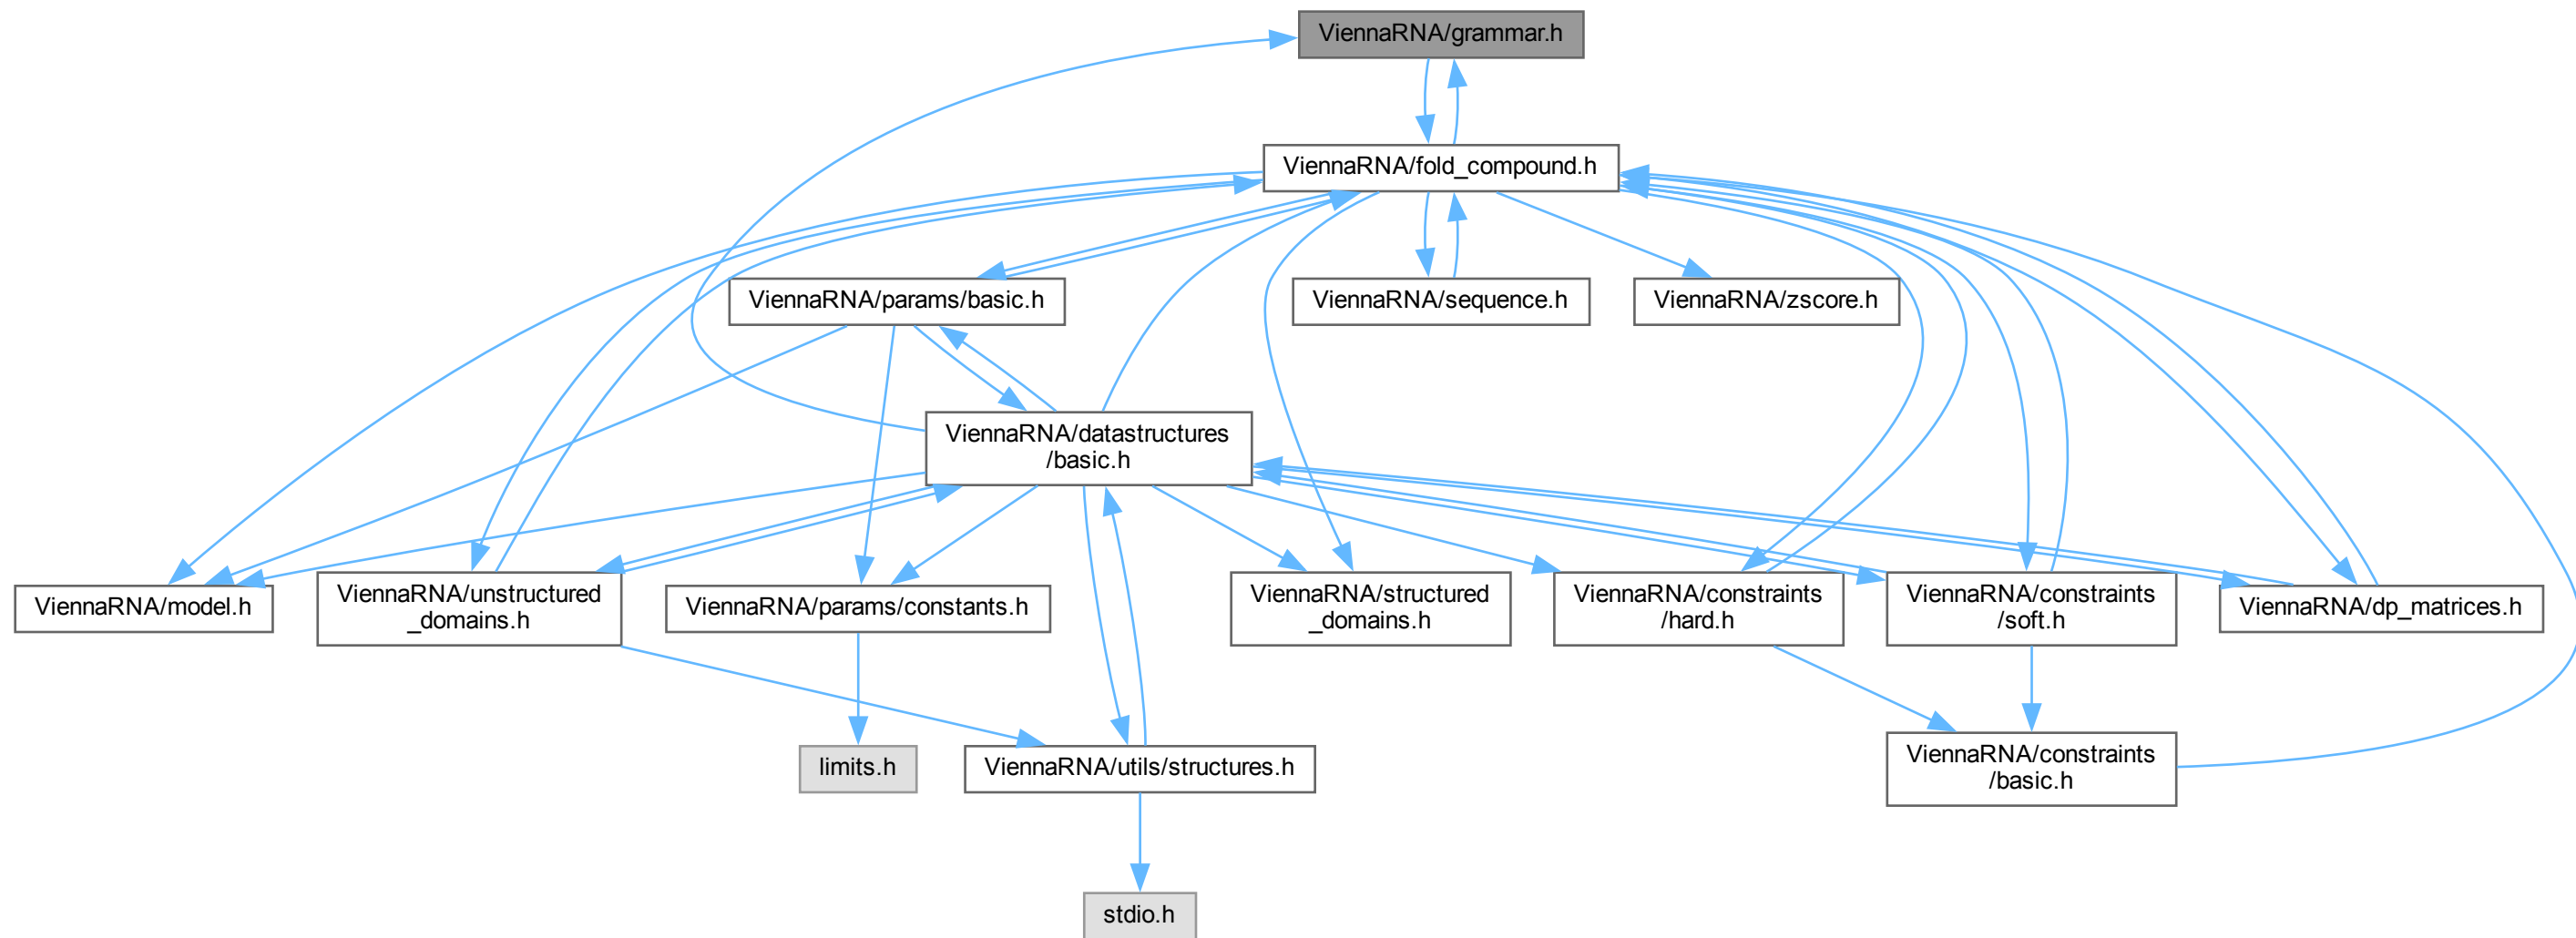 ViennaRNA/grammar.h
ViennaRNA/fold_compound.h
ViennaRNA/params/basic.h
ViennaRNA/sequence.h
ViennaRNA/zscore.h
ViennaRNA/datastructures
/basic.h
ViennaRNA/model.h
ViennaRNA/unstructured
_domains.h
ViennaRNA/params/constants.h
ViennaRNA/structured
_domains.h
ViennaRNA/constraints
/hard.h
ViennaRNA/constraints
/soft.h
ViennaRNA/dp_matrices.h
limits.h
ViennaRNA/utils/structures.h
ViennaRNA/constraints
/basic.h
stdio.h